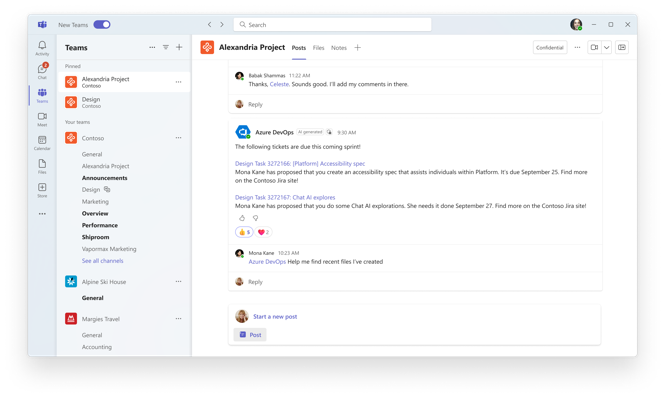 New Teams
Search
Activity
Chat
2
Teams
Meet
Calendar
Files
Store
Teams
Pinned
Alexandria Project
Contoso
Design
Contoso
Your teams
Contoso
General
Alexandria Project
Announcements
Design
Marketing
Overview
Performance
Shiproom
Vapormax Marketing
See all channels
Alpine Ski House
General
Margies Travel
General
Accounting
Alexandria Project
Posts
Files
Notes
Confidential
Babak Shammas 11:22 AM
Thanks, Celeste. Sounds good. I'll add my comments in there.
Reply
Azure DevOps AI generated 9:30 AM
The following tickets are due this coming sprint!
Design Task 3272166: [Platform] Accessibility spec
Mona Kane has proposed that you create an accessibility spec that assists individuals within Platform. It's due September 25. Find more
on the Contoso Jira site!
Design Task 3272167: Chat AI explores
Mona Kane has proposed that you do some Chat AI explorations. She needs it done September 27. Find more on the Contoso Jira site!
5
2
Mona Kane 10:23 AM
Azure DevOps Help me find recent files I've created
Reply
Start a new post
Post